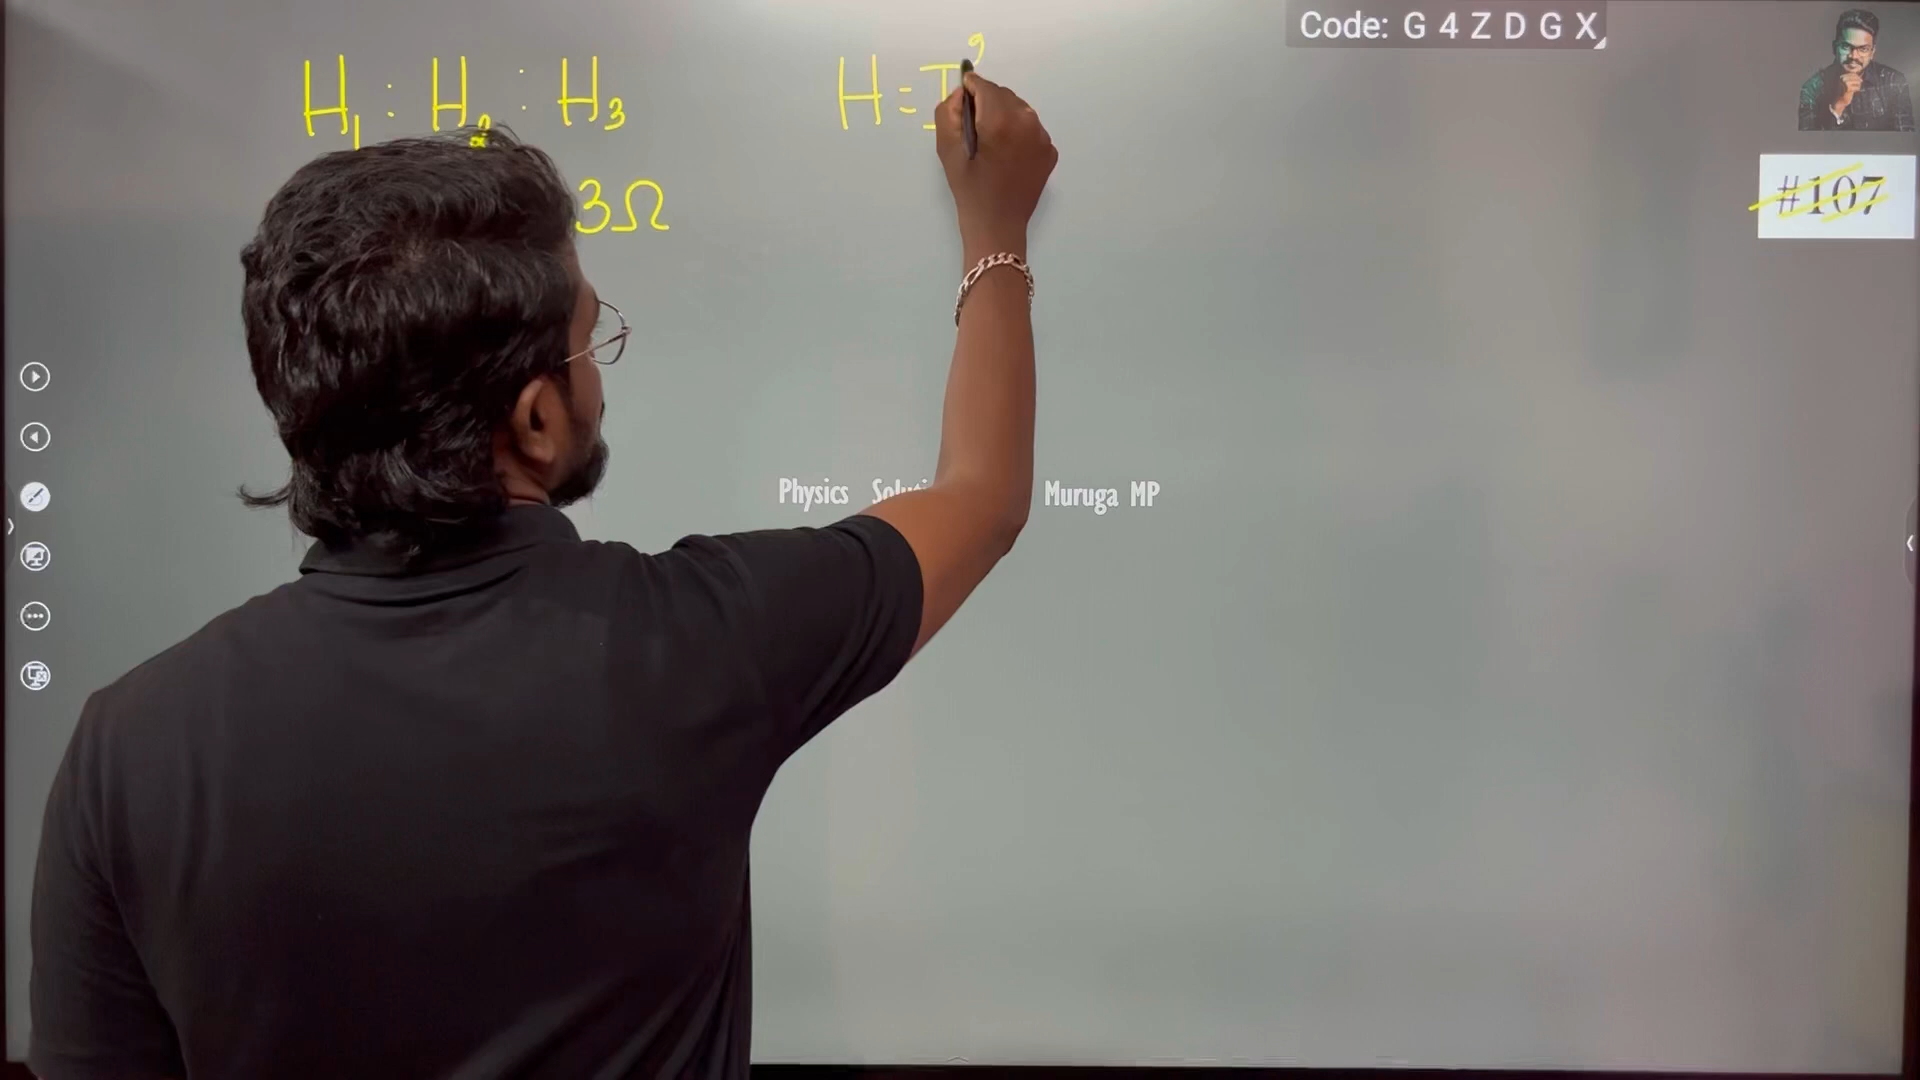 Code: G 4 Z D G X
H₁ : H₂ : H₃
H = I²
#107
3Ω
Physics Muruga MP